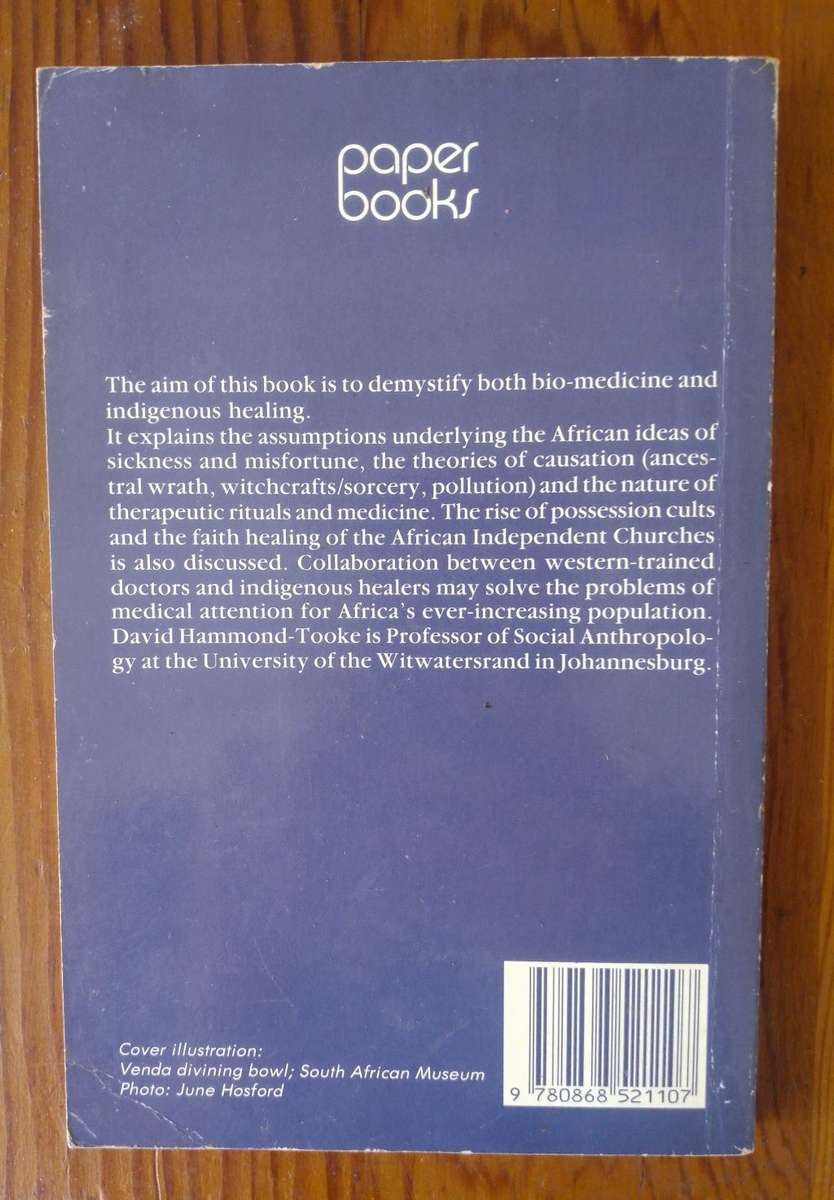 paper
books
The aim of this book is to demystify both bio-medicine and
indigenous healing.
It explains the assumptions underlying the African ideas of
sickness and misfortune, the theories of causation (ances-
tral wrath, witchcrafts/sorcery, pollution) and the nature of
therapeutic rituals and medicine. The rise of possession cults
and the faith healing of the African Independent Churches
is also discussed. Collaboration between western-trained
doctors and indigenous healers may solve the problems of
medical attention for Africa's ever-increasing population.
David Hammond-Tooke is Professor of Social Anthropolo-
gy at the University of the Witwatersrand in Johannesburg.
Cover illustration:
Venda divining bowl; South African Museum
Photo: June Hosford
9 780868 521107